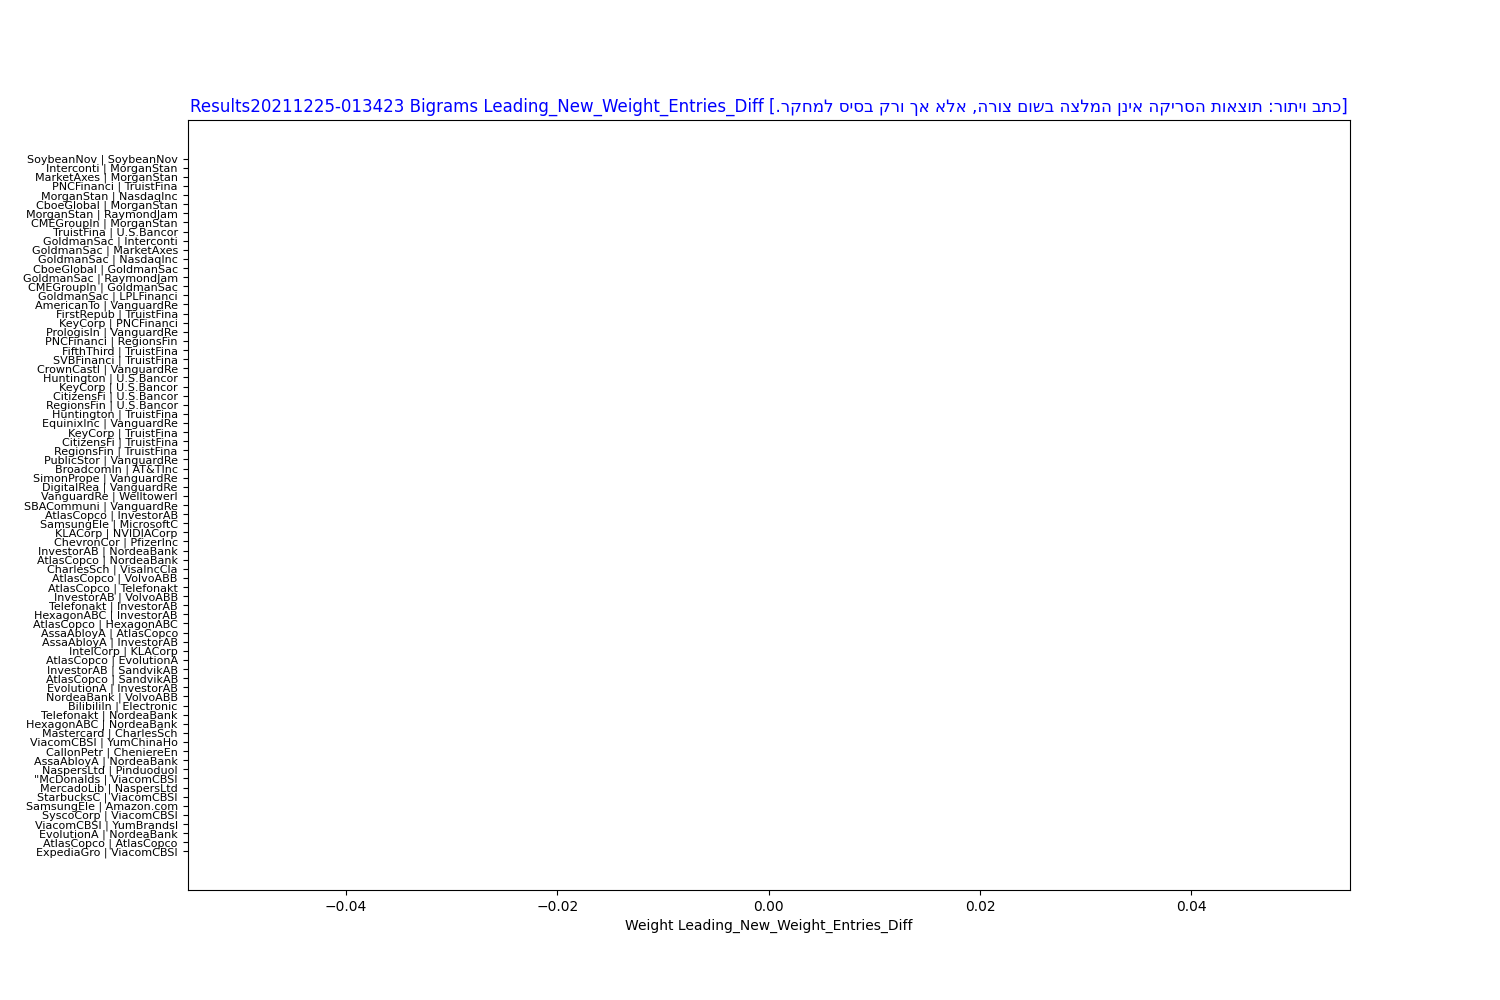 Results20211225-013423 Bigrams Leading_New_Weight_Entries_Diff [כתב ויתור: תוצאות הסריקה אינן המלצה בשום צורה, אלא אך ורק בסיס למחקר.]
SoybeanNov | SoybeanNov
Interconti | MorganStan
MarketAxes | MorganStan
PNCFinanci | TruistFina
MorganStan | NasdaqInc
CboeGlobal | MorganStan
MorganStan | RaymondJam
CMEGroupIn | MorganStan
TruistFina | U.S.Bancor
GoldmanSac | Interconti
GoldmanSac | MarketAxes
GoldmanSac | NasdaqInc
CboeGlobal | GoldmanSac
GoldmanSac | RaymondJam
CMEGroupIn | GoldmanSac
GoldmanSac | LPLFinanci
AmericanTo | VanguardRe
FirstRepub | TruistFina
KeyCorp | PNCFinanci
PrologisIn | VanguardRe
PNCFinanci | RegionsFin
FifthThird | TruistFina
SVBFinanci | TruistFina
CrownCastl | VanguardRe
Huntington | U.S.Bancor
KeyCorp | U.S.Bancor
CitizensFi | U.S.Bancor
RegionsFin | U.S.Bancor
Huntington | TruistFina
EquinixInc | VanguardRe
KeyCorp | TruistFina
CitizensFi | TruistFina
RegionsFin | TruistFina
PublicStor | VanguardRe
BroadcomIn | AT&TInc
SimonPrope | VanguardRe
DigitalRea | VanguardRe
VanguardRe | WelltowerI
SBACommuni | VanguardRe
AtlasCopco | InvestorAB
SamsungEle | MicrosoftC
KLACorp | NVIDIACorp
ChevronCor | PfizerInc
InvestorAB | NordeaBank
AtlasCopco | NordeaBank
CharlesSch | VisaIncCla
AtlasCopco | VolvoABB
AtlasCopco | Telefonakt
InvestorAB | VolvoABB
Telefonakt | InvestorAB
HexagonABC | InvestorAB
AtlasCopco | HexagonABC
AssaAbloyA | AtlasCopco
AssaAbloyA | InvestorAB
IntelCorp | KLACorp
AtlasCopco | EvolutionA
InvestorAB | SandvikAB
AtlasCopco | SandvikAB
EvolutionA | InvestorAB
NordeaBank | VolvoABB
BilibiliIn | Electronic
Telefonakt | NordeaBank
HexagonABC | NordeaBank
Mastercard | CharlesSch
ViacomCBSI | YumChinaHo
CallonPetr | CheniereEn
AssaAbloyA | NordeaBank
NaspersLtd | PinduoduoI
"McDonalds | ViacomCBSI
MercadoLib | NaspersLtd
StarbucksC | ViacomCBSI
SamsungEle | Amazon.com
SyscoCorp | ViacomCBSI
ViacomCBSI | YumBrandsI
EvolutionA | NordeaBank
AtlasCopco | AtlasCopco
ExpediaGro | ViacomCBSI
−0.04 −0.02 0.00 0.02 0.04
Weight Leading_New_Weight_Entries_Diff